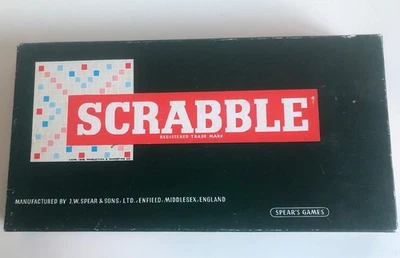 SCRABBLE
REGISTERED TRADE MARK
MANUFACTURED BY J.W.SPEAR & SONS, LTD., ENFIELD, MIDDLESEX, ENGLAND
SPEAR'S GAMES